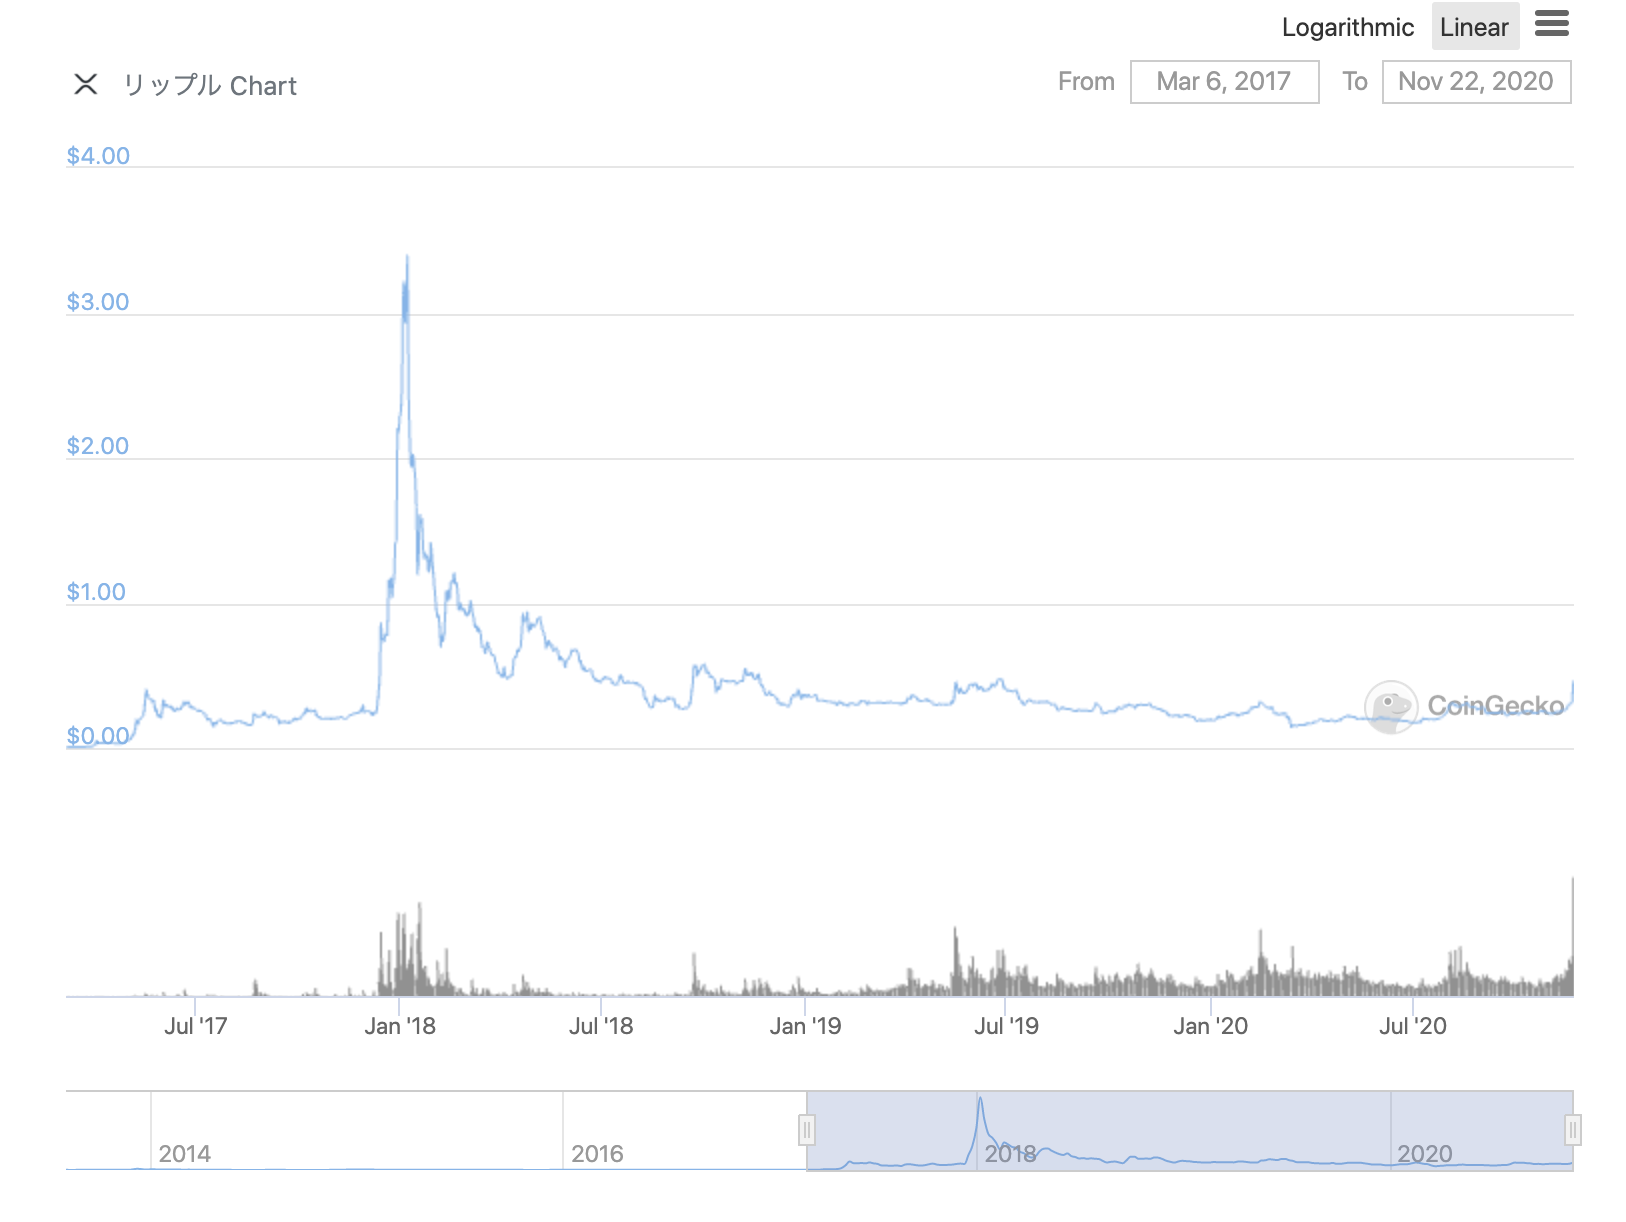 Logarithmic Linear
リップル Chart
From Mar 6, 2017 To Nov 22, 2020
$4.00
$3.00
$2.00
$1.00
$0.00
CoinGecko
Jul '17 Jan '18 Jul '18 Jan '19 Jul '19 Jan '20 Jul '20
2014 2016 2018 2020